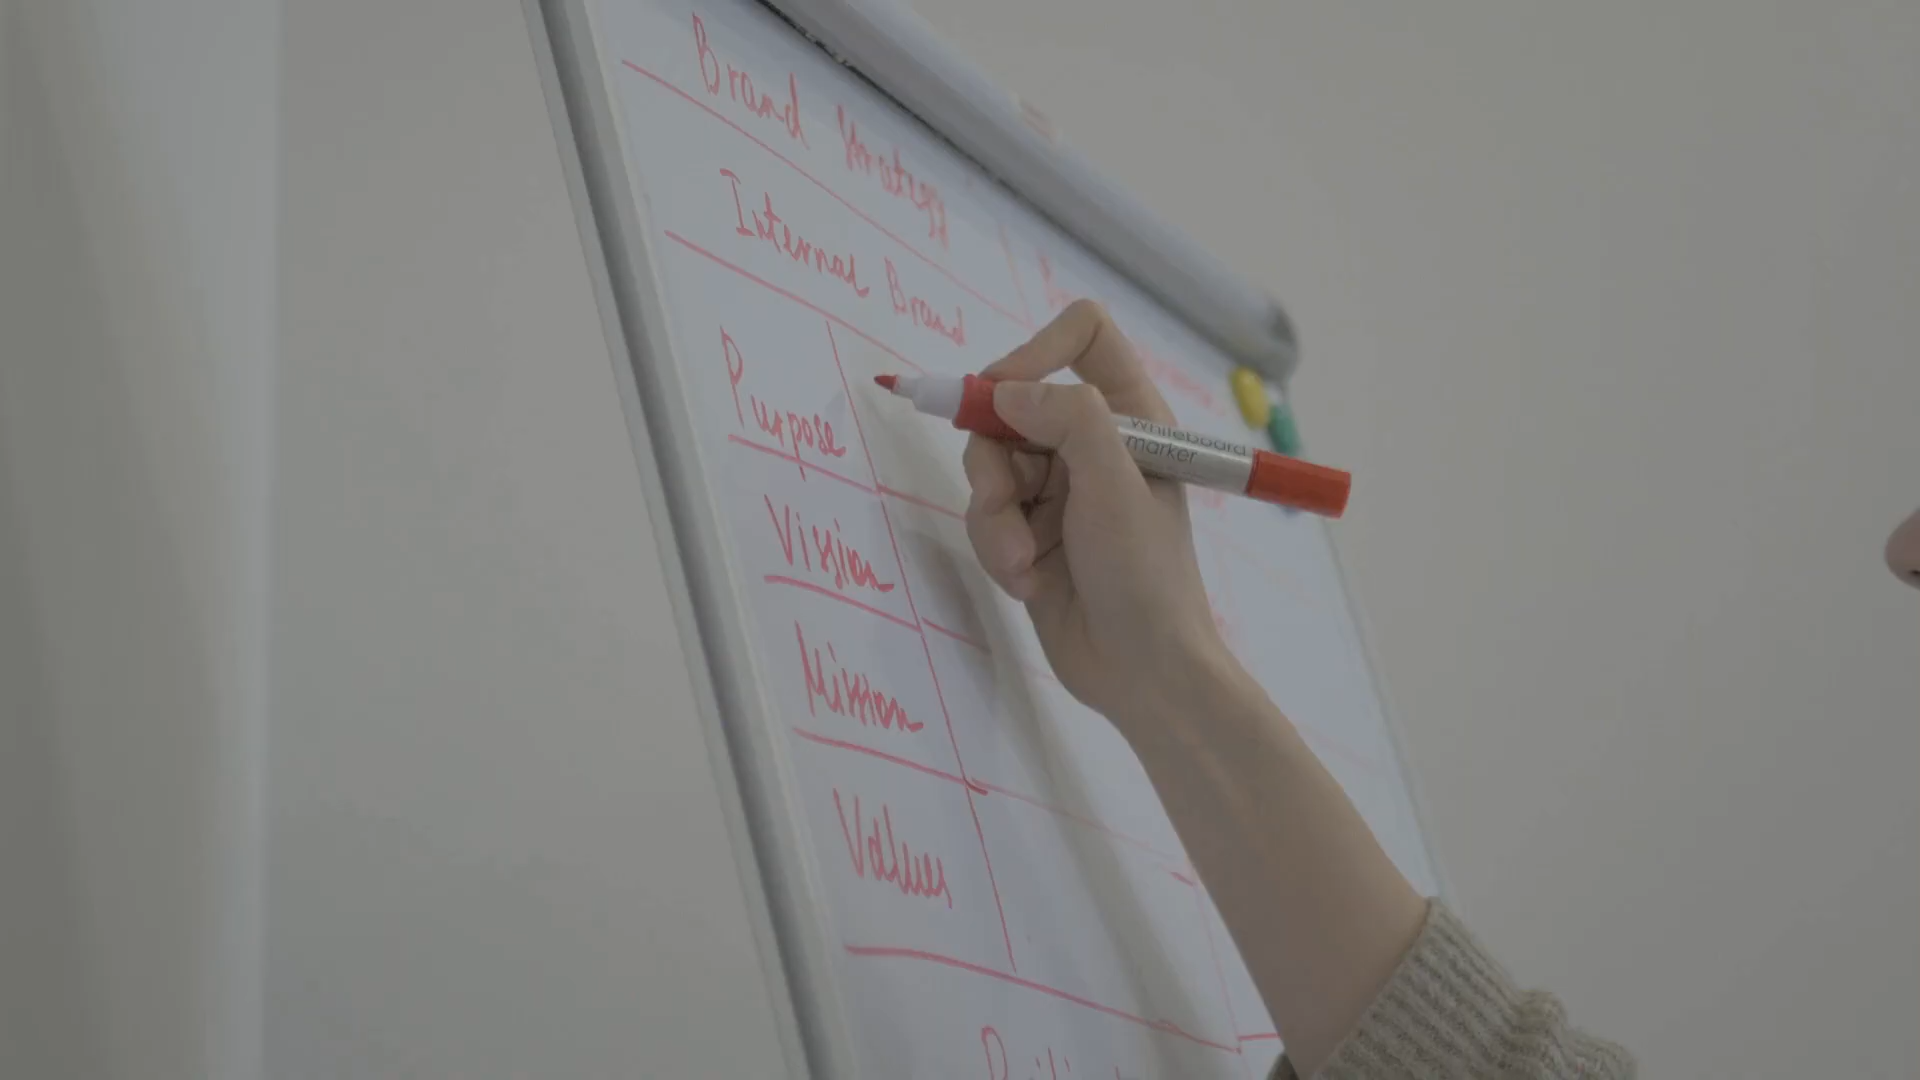 Brand Strategy
Internal Brand
Purpose
Vission
Mission
Values
Whiteboard
marker